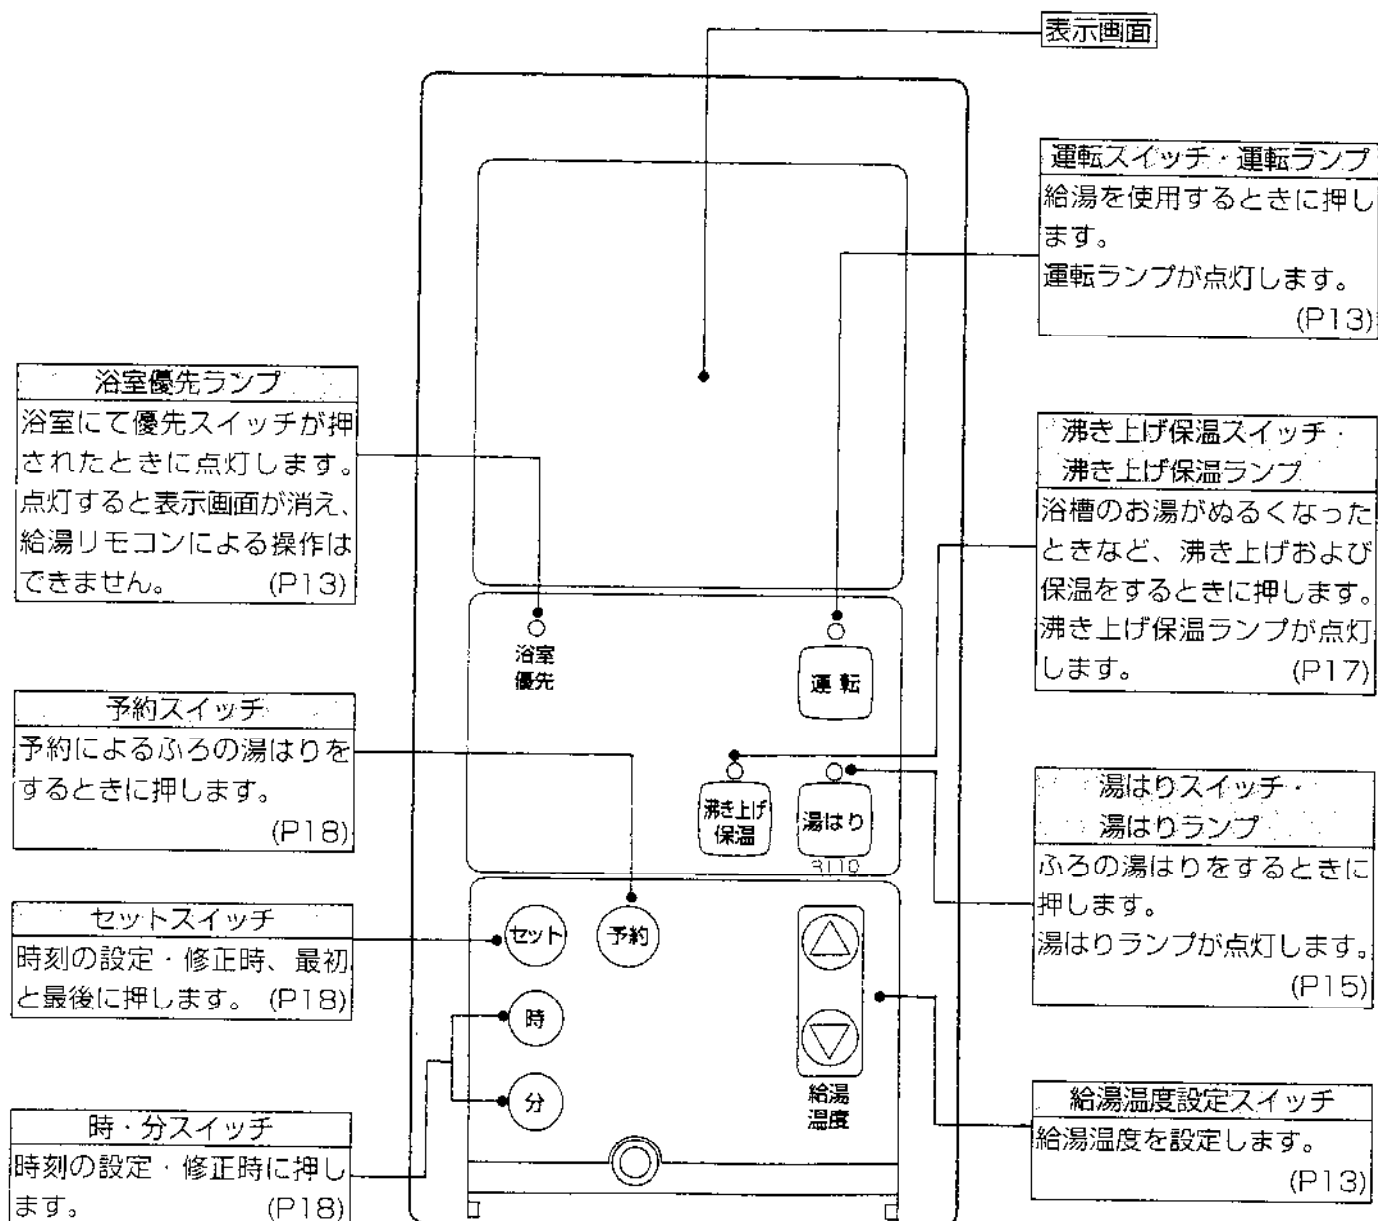 表示画面
運転スイッチ・運転ランプ
給湯を使用するときに押し
ます。
運転ランプが点灯します。
(P13)
浴室優先ランプ
浴室にて優先スイッチが押
されたときに点灯します。
点灯すると表示画面が消え、
給湯リモコンによる操作は
できません。 (P13)
沸き上げ保温スイッチ・
沸き上げ保温ランプ
浴槽のお湯がぬるくなった
ときなど、沸き上げおよび
保温をするときに押します。
沸き上げ保温ランプが点灯
します。 (P17)
浴室
優先
運転
予約スイッチ
予約によるふろの湯はりを
するときに押します。
(P18)
沸き上げ
保温
湯はり
湯はりスイッチ・
湯はりランプ
ふろの湯はりをするときに
押します。
湯はりランプが点灯します。
(P15)
セットスイッチ
時刻の設定・修正時、最初
と最後に押します。 (P18)
セット
予約
時
分
給湯
温度
時・分スイッチ
時刻の設定・修正時に押し
ます。 (P18)
給湯温度設定スイッチ
給湯温度を設定します。
(P13)